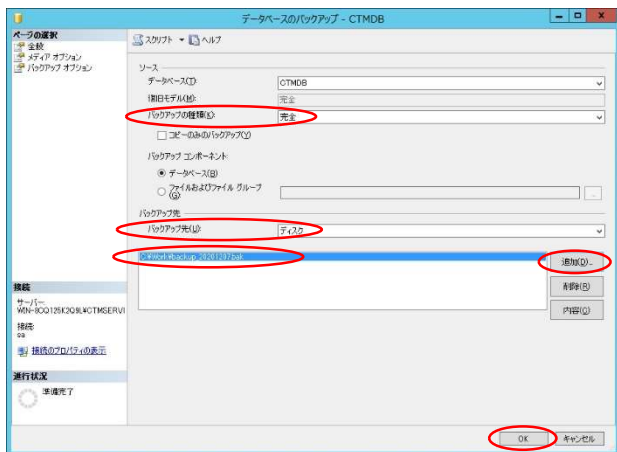 データベースのバックアップ - CTMDB
ページの選択
全般
メディア オプション
バックアップ オプション
スクリプト
ヘルプ
ソース
データベース(T):
CTMDB
復旧モデル(M):
完全
バックアップの種類(K):
完全
コピーのみのバックアップ(Y)
バックアップ コンポーネント:
データベース(B)
ファイルおよびファイル グループ
(G):
...
バックアップ先
バックアップ先(U):
ディスク
C:¥Work¥backup_20201207.bak
追加(D)...
削除(R)
内容(C)
接続
サーバー:
WIN-8OQ125K2Q9L¥CTMSERVI
接続:
sa
接続のプロパティの表示
進行状況
準備完了
OK
キャンセル